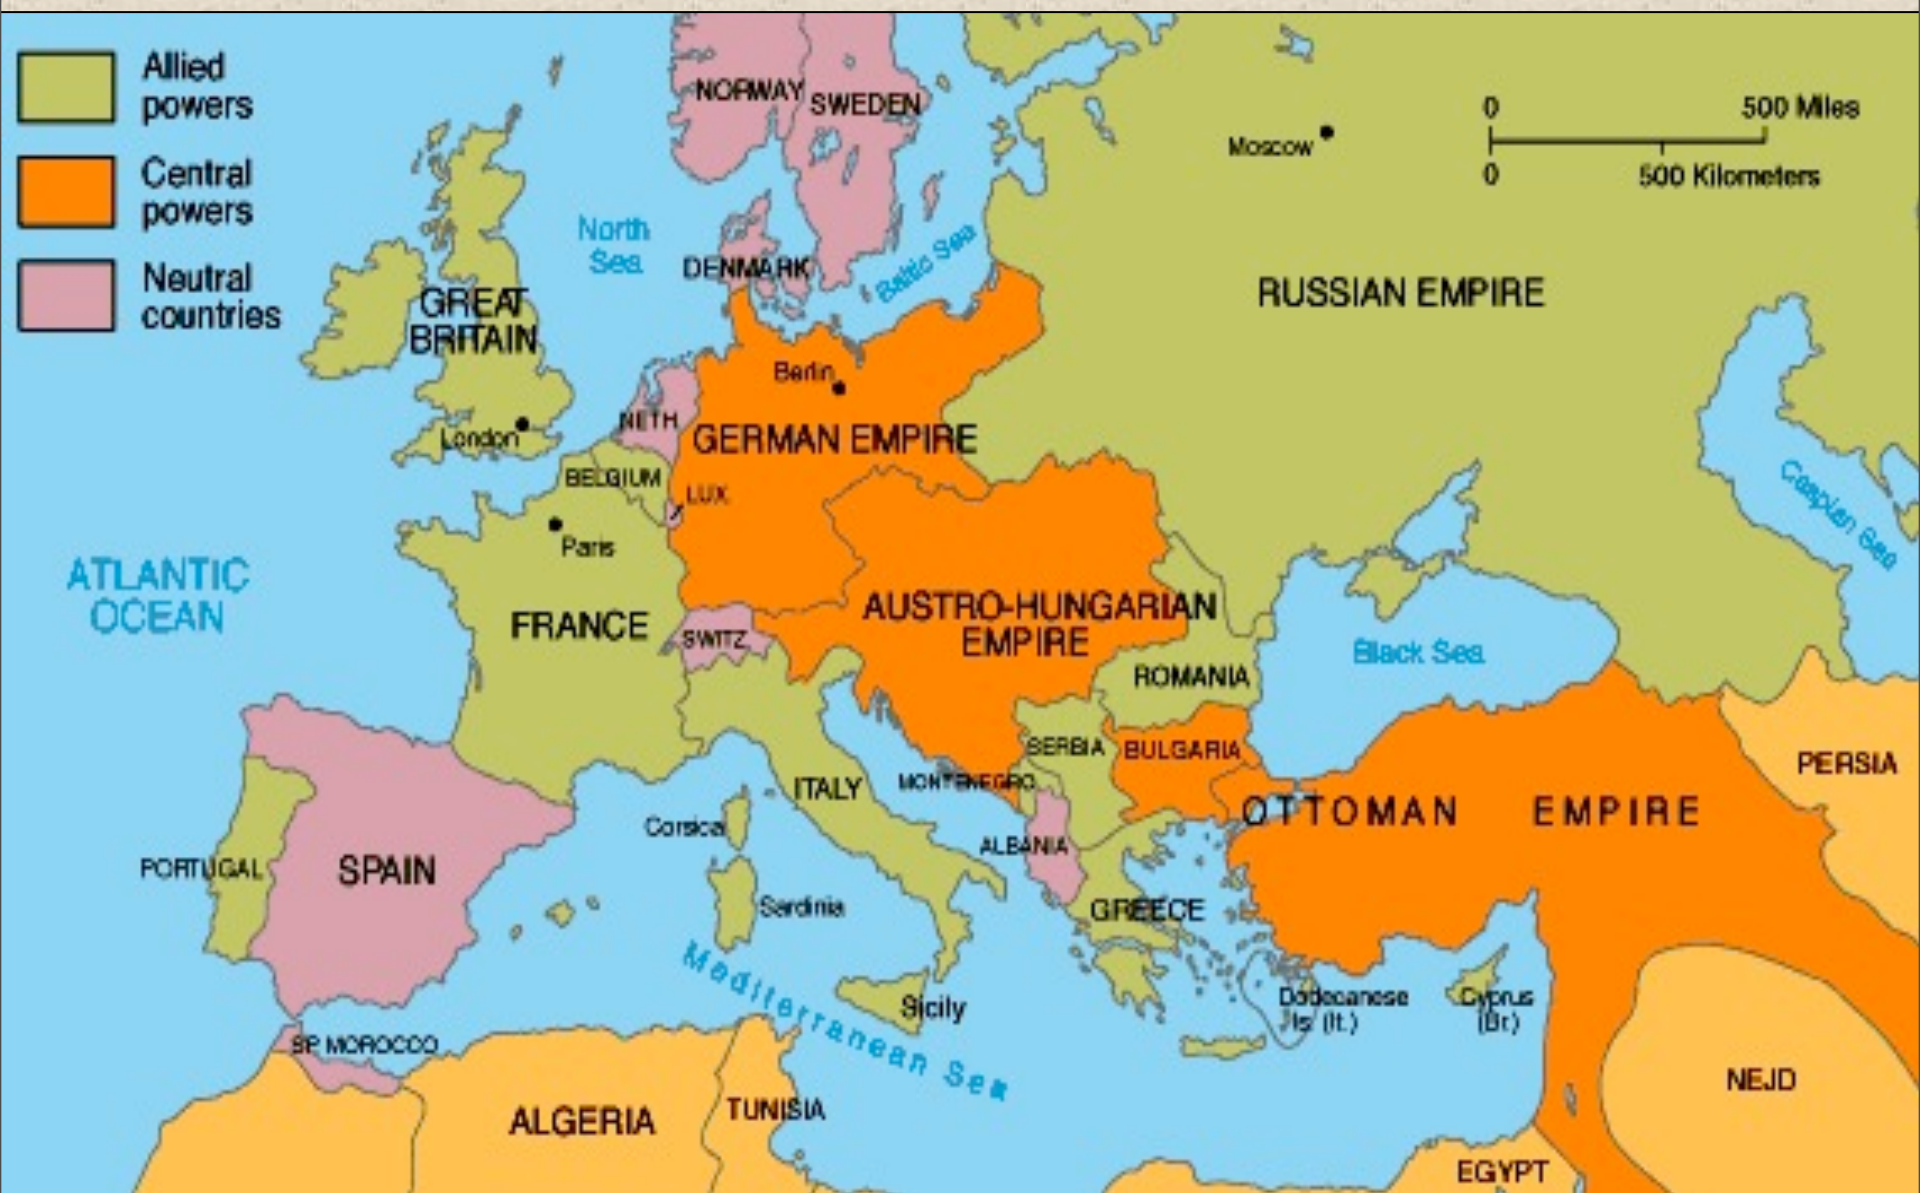 Allied
powers
Central
powers
Neutral
countries
NORWAY
SWEDEN
Moscow
0
500 Miles
0
500 Kilometers
North
Sea
DENMARK
Baltic Sea
GREAT
BRITAIN
RUSSIAN EMPIRE
Berlin
NETH
London
GERMAN EMPIRE
BELGIUM
LUX.
Caspian Sea
Paris
ATLANTIC
OCEAN
FRANCE
SWITZ
AUSTRO-HUNGARIAN
EMPIRE
Black Sea
ROMANIA
SERBIA
BULGARIA
PERSIA
MONTENEGRO
ITALY
OTTOMAN EMPIRE
Corsica
ALBANIA
PORTUGAL
SPAIN
Sardinia
GREECE
Mediterranean Sea
Sicily
Dodecanese
Is. (It.)
Cyprus
(Br.)
SP MOROCCO
NEJD
ALGERIA
TUNISIA
EGYPT